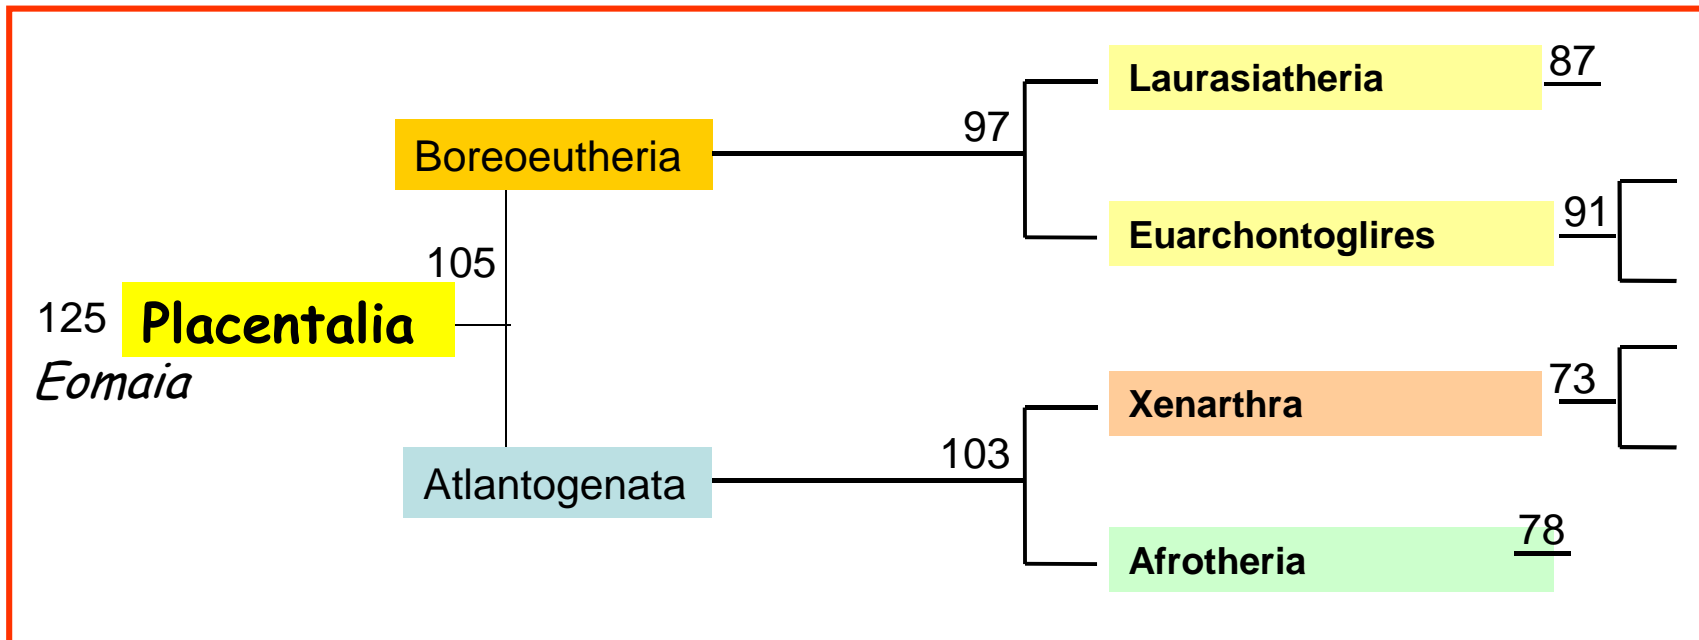 87
Laurasiatheria
97
Boreoeutheria
91
Euarchontoglires
105
125 Placentalia
Eomaia
73
Xenarthra
103
Atlantogenata
78
Afrotheria